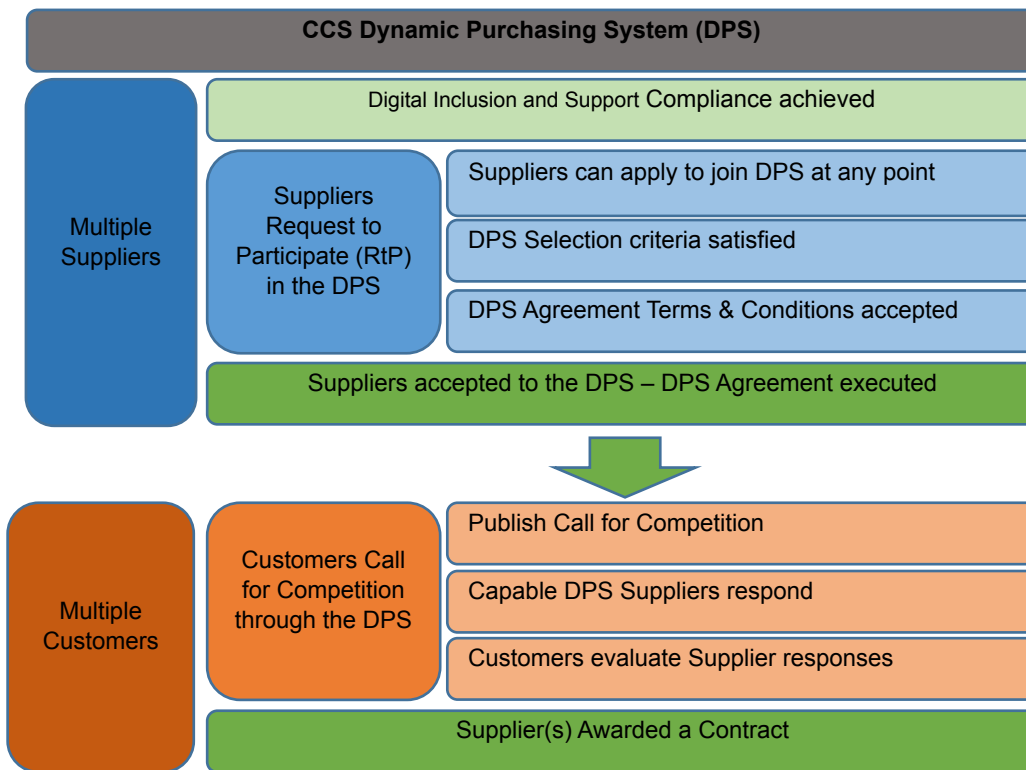 CCS Dynamic Purchasing System (DPS)
Multiple
Suppliers
Digital Inclusion and Support Compliance achieved
Suppliers
Request to
Participate (RtP)
in the DPS
Suppliers can apply to join DPS at any point
DPS Selection criteria satisfied
DPS Agreement Terms & Conditions accepted
Suppliers accepted to the DPS – DPS Agreement executed
Multiple
Customers
Customers Call
for Competition
through the DPS
Publish Call for Competition
Capable DPS Suppliers respond
Customers evaluate Supplier responses
Supplier(s) Awarded a Contract